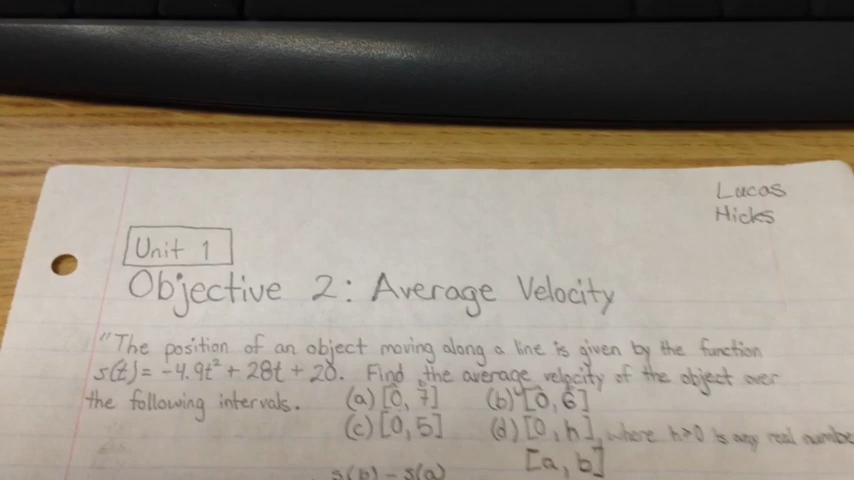 Lucas
Hicks
Unit 1
Objective 2: Average Velocity
"The position of an object moving along a line is given by the function
s(t) = -4.9t² + 28t + 20. Find the average velocity of the object over
the following intervals. (a) [0, 7] (b) [0, 6]
(c) [0, 5] (d) [0, h], where h>0 is any real numbe
[a, b]
s(b) - s(a)